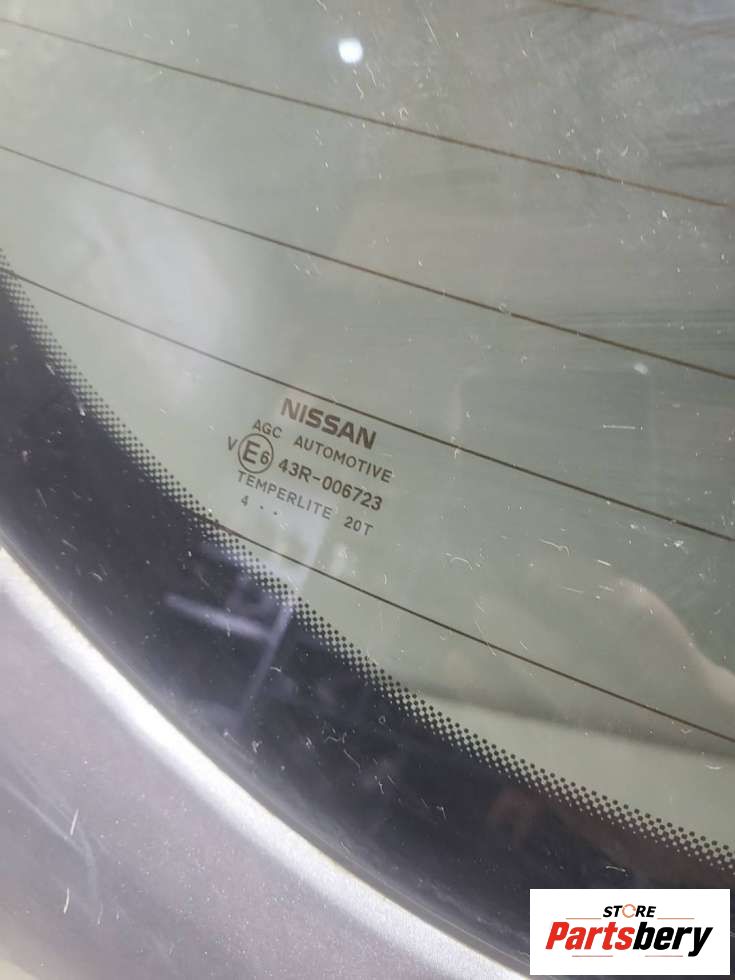 NISSAN
AGC AUTOMOTIVE
V E6 43R-006723
TEMPERLITE 20T
4 . .
STORE
Partsbery